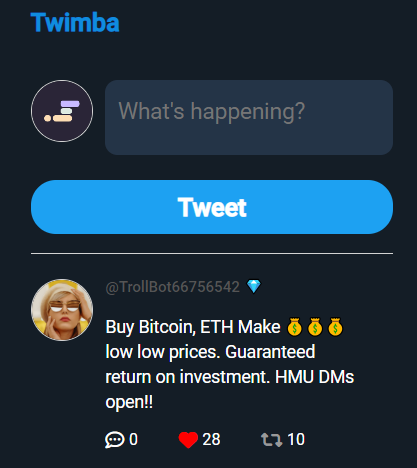 Twimba
What's happening?
Tweet
@TrollBot66756542 💎
Buy Bitcoin, ETH Make 💰💰💰
low low prices. Guaranteed
return on investment. HMU DMs
open!!
0 28 10